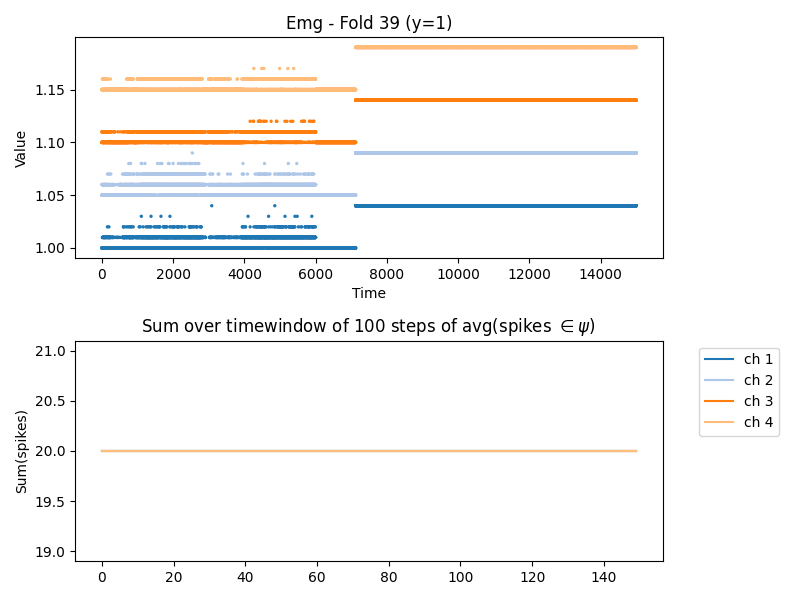 Emg - Fold 39 (y=1)
Value
1.15
1.10
1.05
1.00
0 2000 4000 6000 8000 10000 12000 14000
Time
Sum over timewindow of 100 steps of avg(spikes ∈ ψ)
Sum(spikes)
21.0
20.5
20.0
19.5
19.0
0 20 40 60 80 100 120 140
ch 1
ch 2
ch 3
ch 4